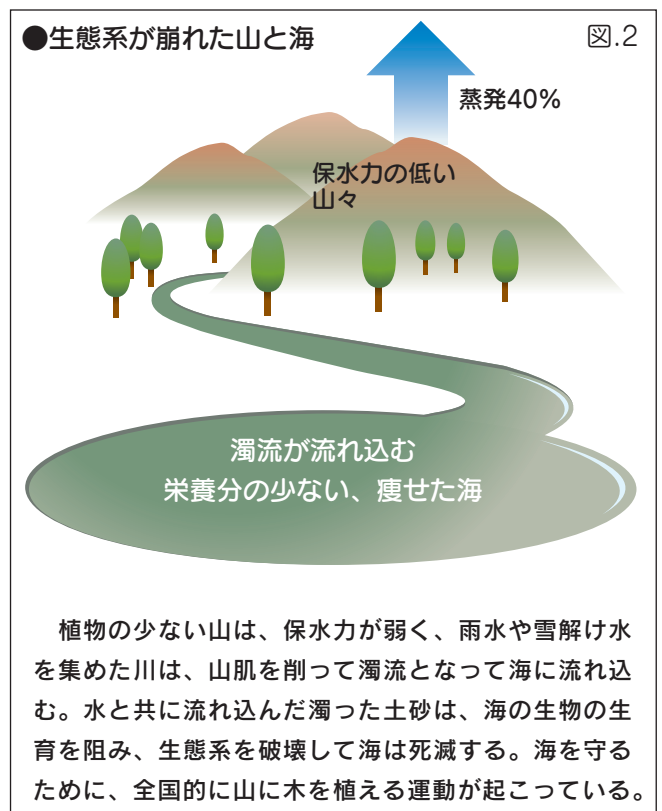 ●生態系が崩れた山と海
図.2
蒸発40%
保水力の低い
山々
濁流が流れ込む
栄養分の少ない、痩せた海
　植物の少ない山は、保水力が弱く、雨水や雪解け水
を集めた川は、山肌を削って濁流となって海に流れ込
む。水と共に流れ込んだ濁った土砂は、海の生物の生
育を阻み、生態系を破壊して海は死滅する。海を守る
ために、全国的に山に木を植える運動が起こっている。